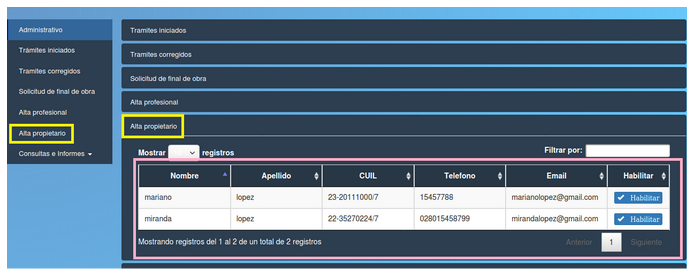 Administrativo
Trámites iniciados
Tramites corregidos
Solicitud de final de obra
Alta profesional
Alta propietario
Consultas e Informes
Tramites iniciados
Tramites corregidos
Solicitud de final de obra
Alta profesional
Alta propietario
Mostrar registros Filtrar por:
Nombre Apellido CUIL Telefono Email Habilitar
mariano lopez 23-20111000/7 15457788 marianolopez@gmail.com Habilitar
miranda lopez 22-35270224/7 028015458799 mirandalopez@gmail.com Habilitar
Mostrando registros del 1 al 2 de un total de 2 registros Anterior 1 Siguiente